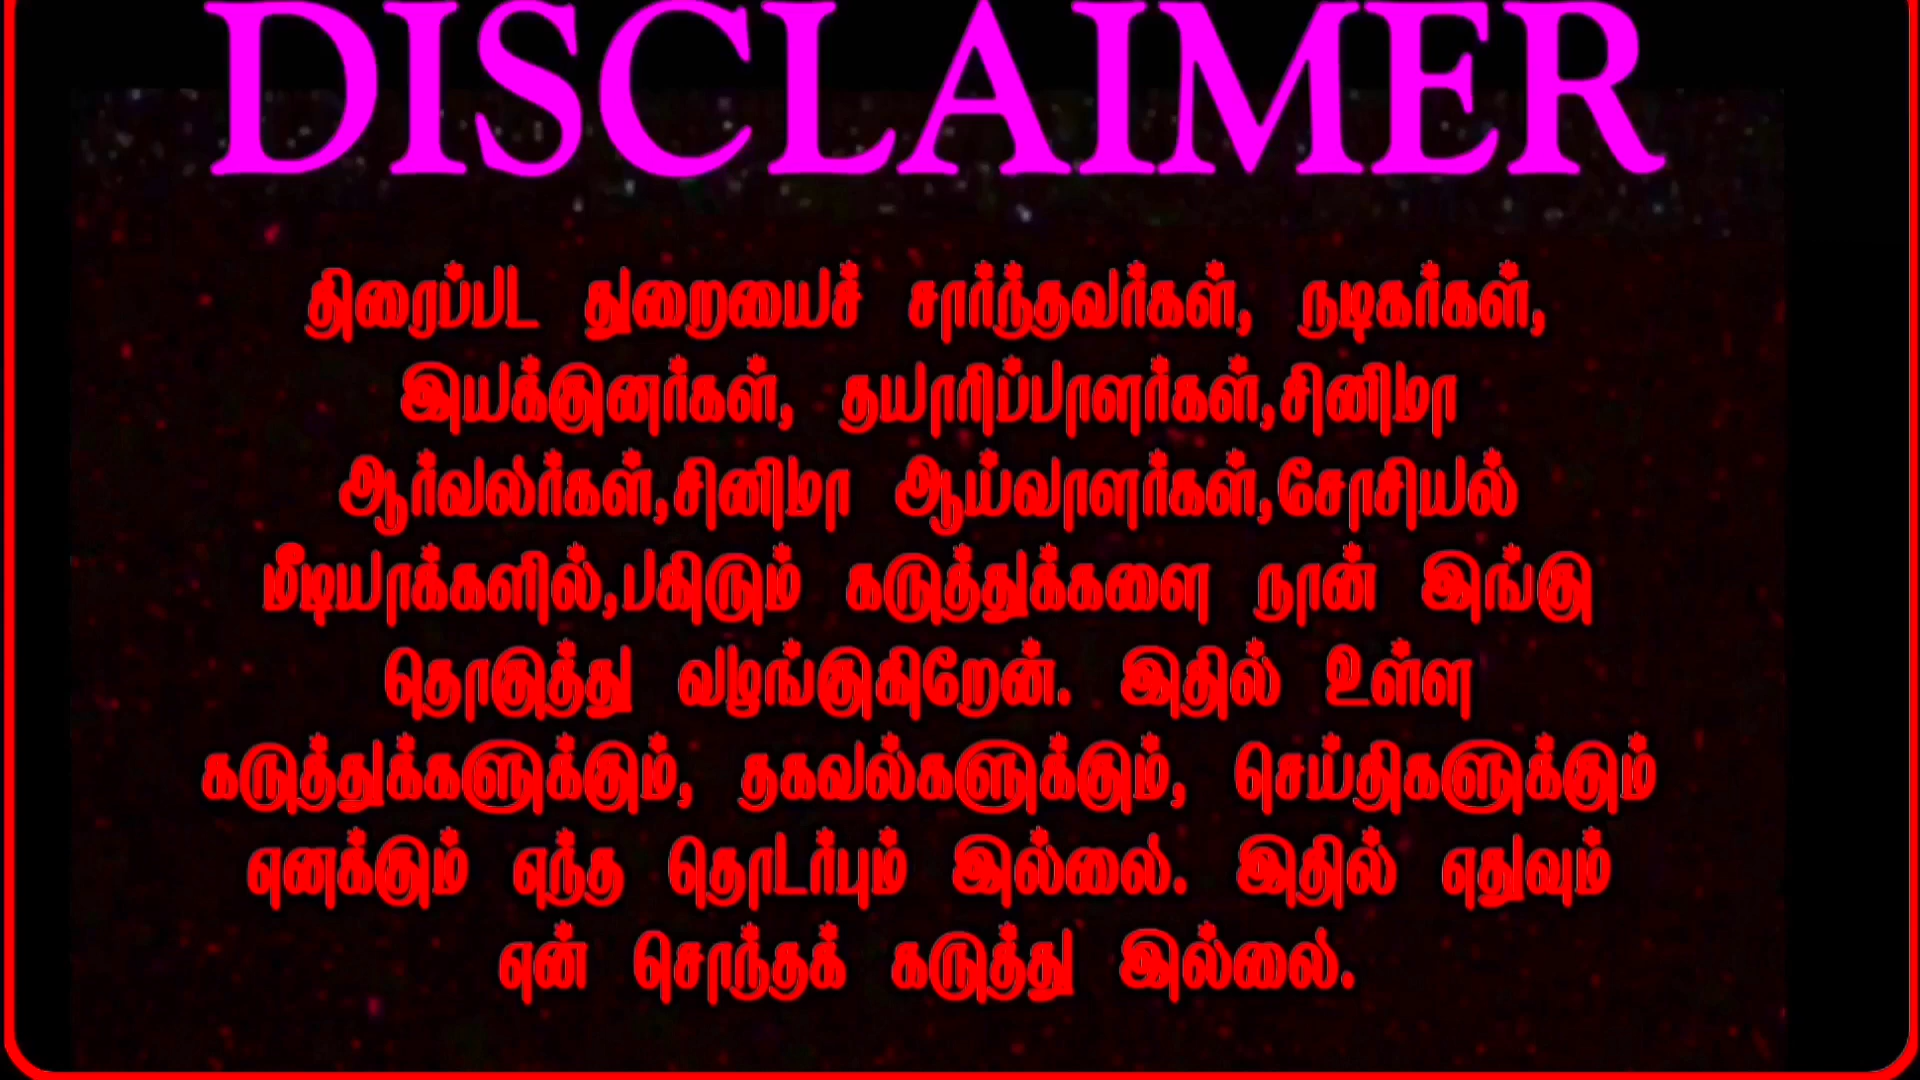 DISCLAIMER
திரைப்பட துறையைச் சார்ந்தவர்கள், நடிகர்கள்,
இயக்குனர்கள், தயாரிப்பாளர்கள்,சினிமா
ஆர்வலர்கள்,சினிமா ஆய்வாளர்கள்,சோசியல்
மீடியாக்களில்,பகிரும் கருத்துக்களை நான் இங்கு
தொகுத்து வழங்குகிறேன். இதில் உள்ள
கருத்துக்களுக்கும், தகவல்களுக்கும், செய்திகளுக்கும்
எனக்கும் எந்த தொடர்பும் இல்லை. இதில் எதுவும்
என் சொந்தக் கருத்து இல்லை.